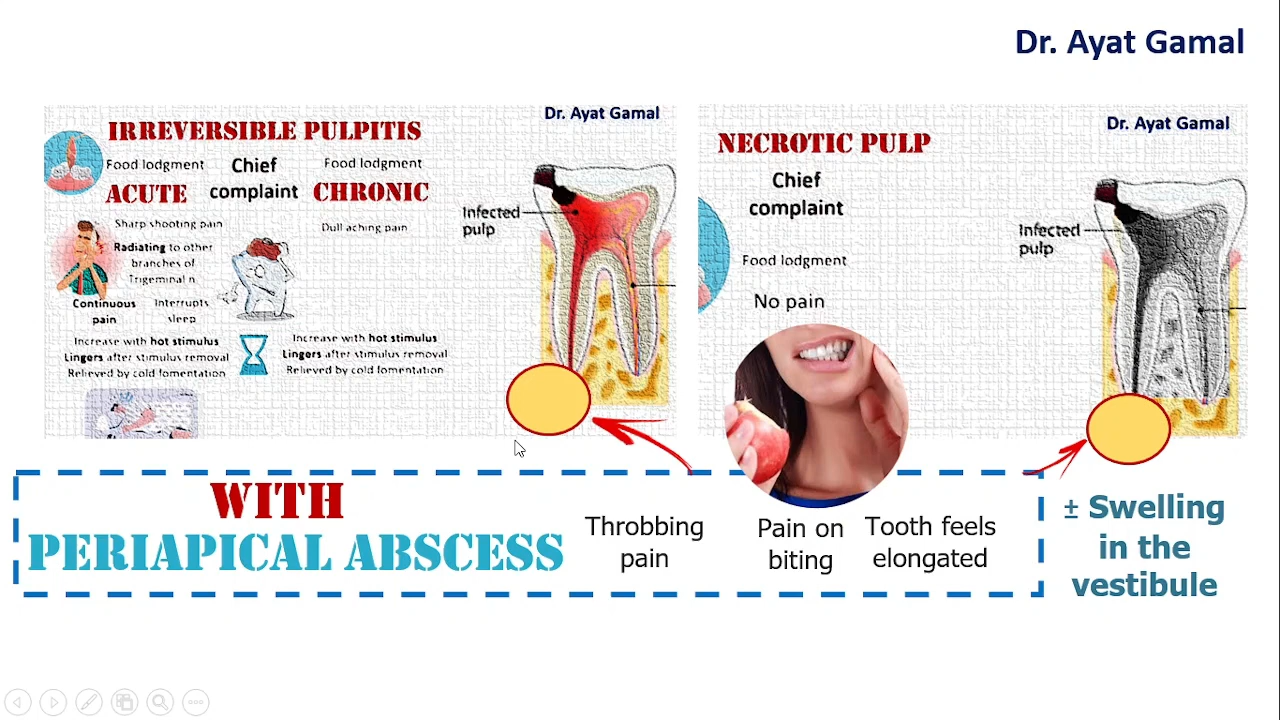 Dr. Ayat Gamal
Dr. Ayat Gamal
IRREVERSIBLE PULPITIS
Food lodgment
Chief
complaint
Food lodgment
ACUTE
CHRONIC
Sharp shooting pain
Dull aching pain
Radiating to other
branches of
Trigeminal n.
Continuous
pain
Interrupts
sleep
Increase with hot stimulus
Lingers after stimulus removal
Relieved by cold fomentation
Increase with hot stimulus
Lingers after stimulus removal
Relieved by cold fomentation
Infected
pulp
Dr. Ayat Gamal
NECROTIC PULP
Chief
complaint
Food lodgment
No pain
Infected
pulp
WITH
PERIAPICAL ABSCESS
Throbbing
pain
Pain on
biting
Tooth feels
elongated
± Swelling
in the
vestibule